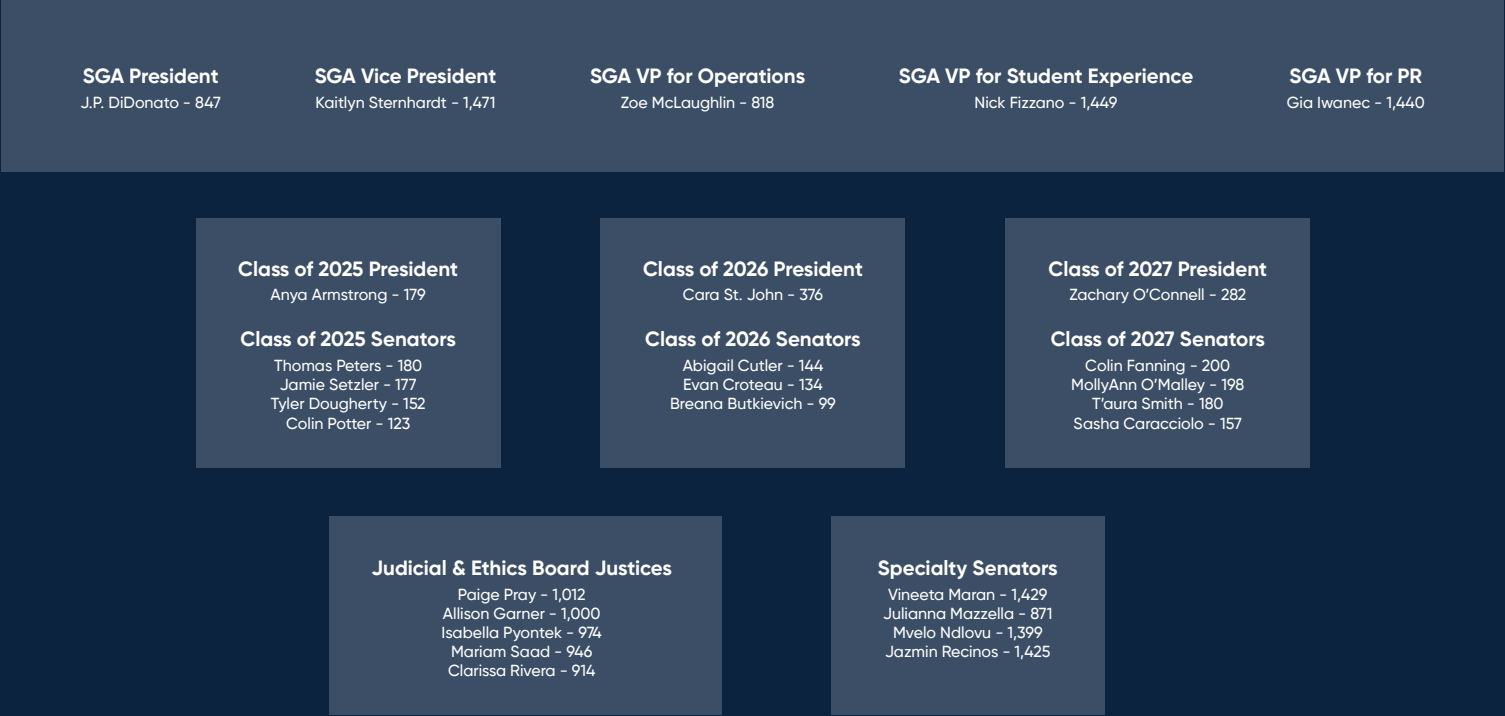 SGA President
J.P. DiDonato - 847
SGA Vice President
Kaitlyn Sternhardt - 1,471
SGA VP for Operations
Zoe McLaughlin - 818
SGA VP for Student Experience
Nick Fizzano - 1,449
SGA VP for PR
Gia Iwanec - 1,440
Class of 2025 President
Anya Armstrong - 179
Class of 2025 Senators
Thomas Peters - 180
Jamie Setzler - 177
Tyler Dougherty - 152
Colin Potter - 123
Class of 2026 President
Cara St. John - 376
Class of 2026 Senators
Abigail Cutler - 144
Evan Croteau - 134
Breana Butkievich - 99
Class of 2027 President
Zachary O’Connell - 282
Class of 2027 Senators
Colin Fanning - 200
MollyAnn O’Malley - 198
T’aura Smith - 180
Sasha Caracciolo - 157
Judicial & Ethics Board Justices
Paige Pray - 1,012
Allison Garner - 1,000
Isabella Pyontek - 974
Mariam Saad - 946
Clarissa Rivera - 914
Specialty Senators
Vineeta Maran - 1,429
Julianna Mazzella - 871
Mvelo Ndlovu - 1,399
Jazmin Recinos - 1,425